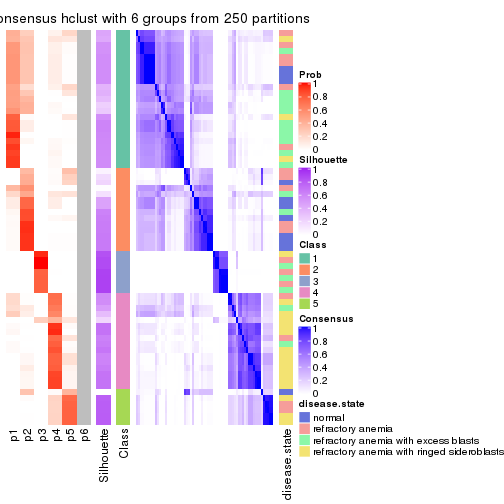 onsensus hclust with 6 groups from 250 partitions
Prob
1
0.8
0.6
0.4
0.2
0
Silhouette
1
0.8
0.6
0.4
0.2
0
Class
1
2
3
4
5
Consensus
1
0.8
0.6
0.4
0.2
0
disease.state
normal
refractory anemia
refractory anemia with excess blasts
refractory anemia with ringed sideroblasts
p1
p2
p3
p4
p5
p6
Silhouette
Class
disease.state